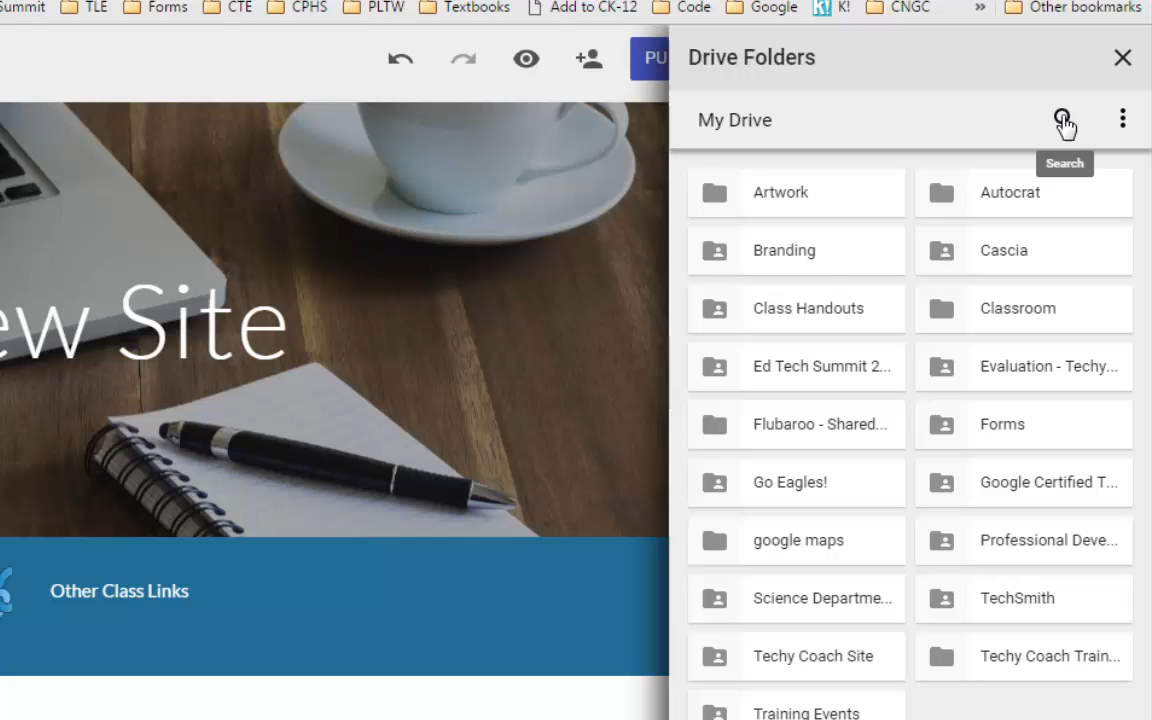 Summit TLE Forms CTE CPHS PLTW Textbooks Add to CK-12 Code Google K! K! CNGC » Other bookmarks
PU
Drive Folders
My Drive
Search
Artwork Autocrat
Branding Cascia
Class Handouts Classroom
Ed Tech Summit 2... Evaluation - Techy...
Flubaroo - Shared... Forms
Go Eagles! Google Certified T...
google maps Professional Deve...
Science Departme... TechSmith
Techy Coach Site Techy Coach Train...
Training Events
ew Site
Other Class Links